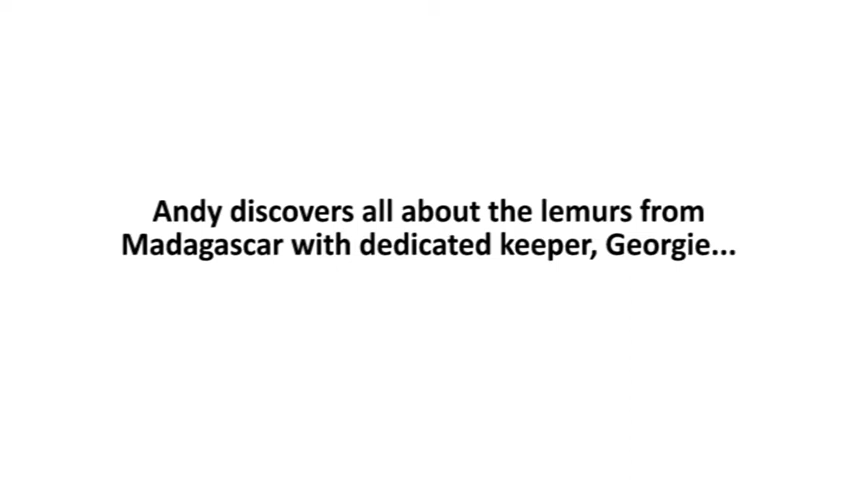 Andy discovers all about the lemurs from
Madagascar with dedicated keeper, Georgie...